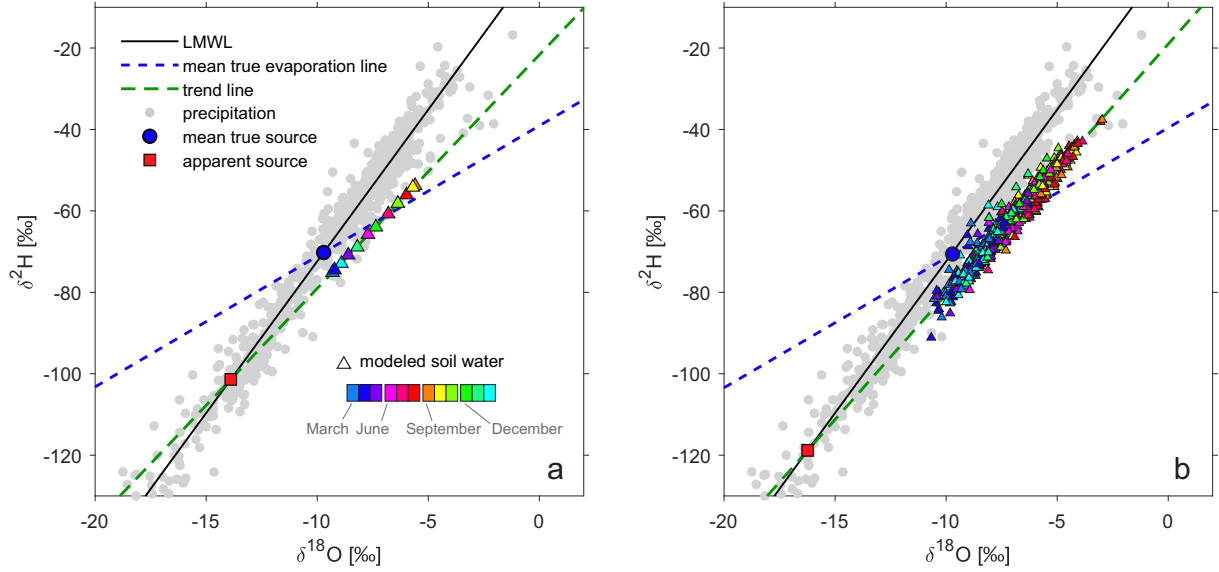 LMWL
mean true evaporation line
trend line
precipitation
mean true source
apparent source
modeled soil water
March June September December
a
-20
-40
-60
-80
-100
-120
δ²H [‰]
-20 -15 -10 -5 0
δ¹⁸O [‰]
b
-20
-40
-60
-80
-100
-120
δ²H [‰]
-20 -15 -10 -5 0
δ¹⁸O [‰]